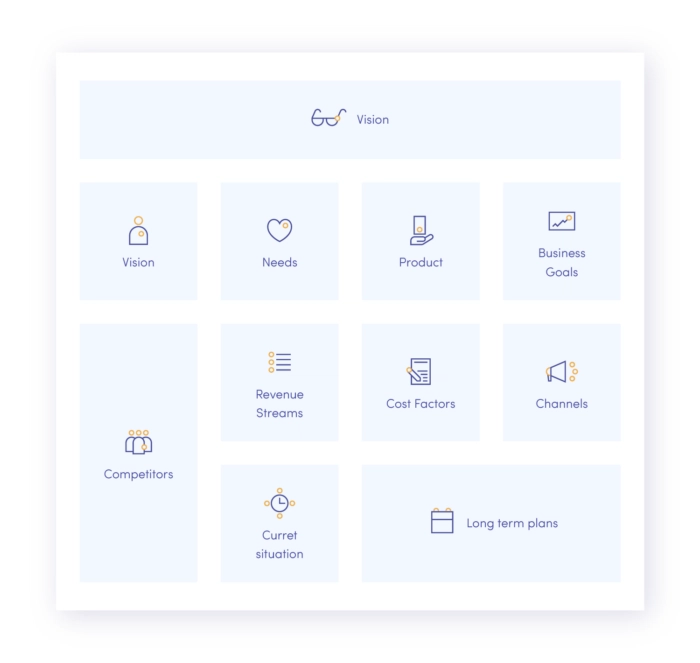 Vision
Vision
Needs
Product
Business
Goals
Competitors
Revenue
Streams
Cost Factors
Channels
Curret
situation
Long term plans